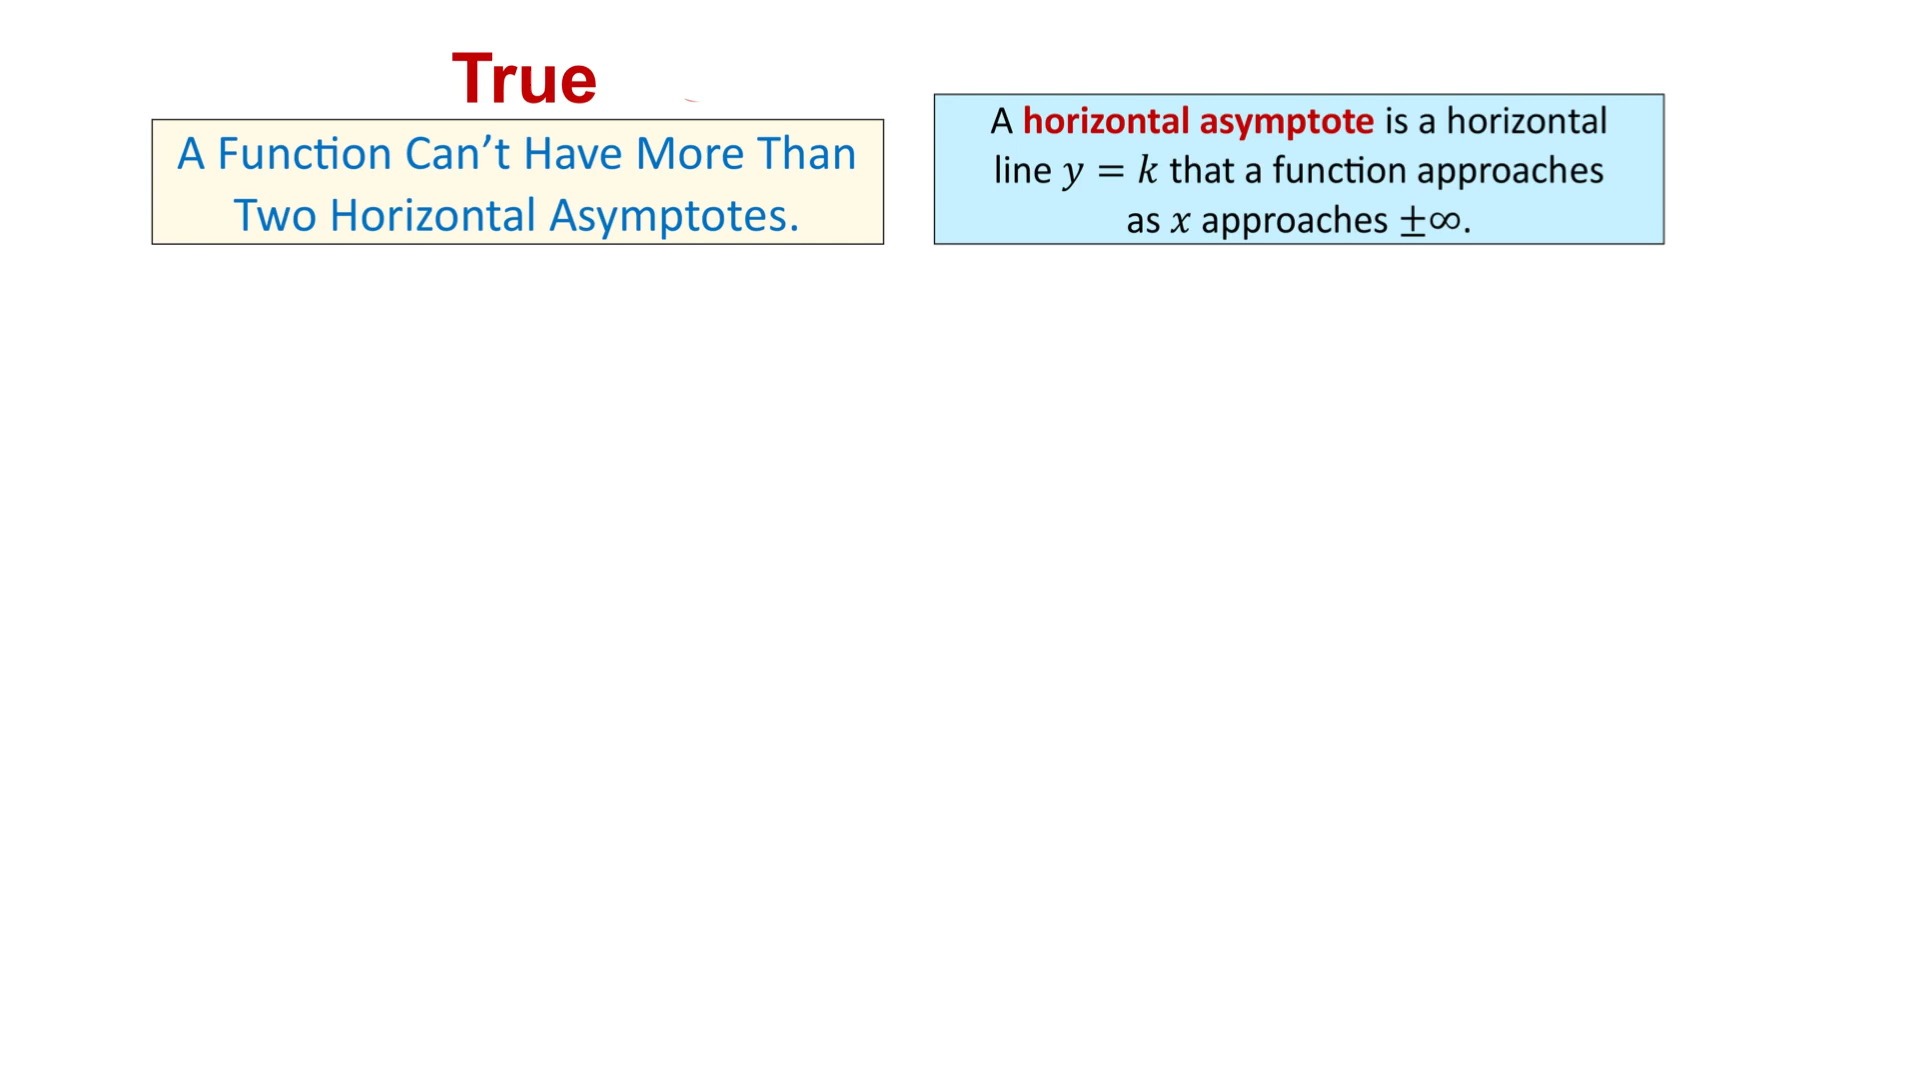 True
A Function Can’t Have More Than
Two Horizontal Asymptotes.
A horizontal asymptote is a horizontal
line y = k that a function approaches
as x approaches ±∞.